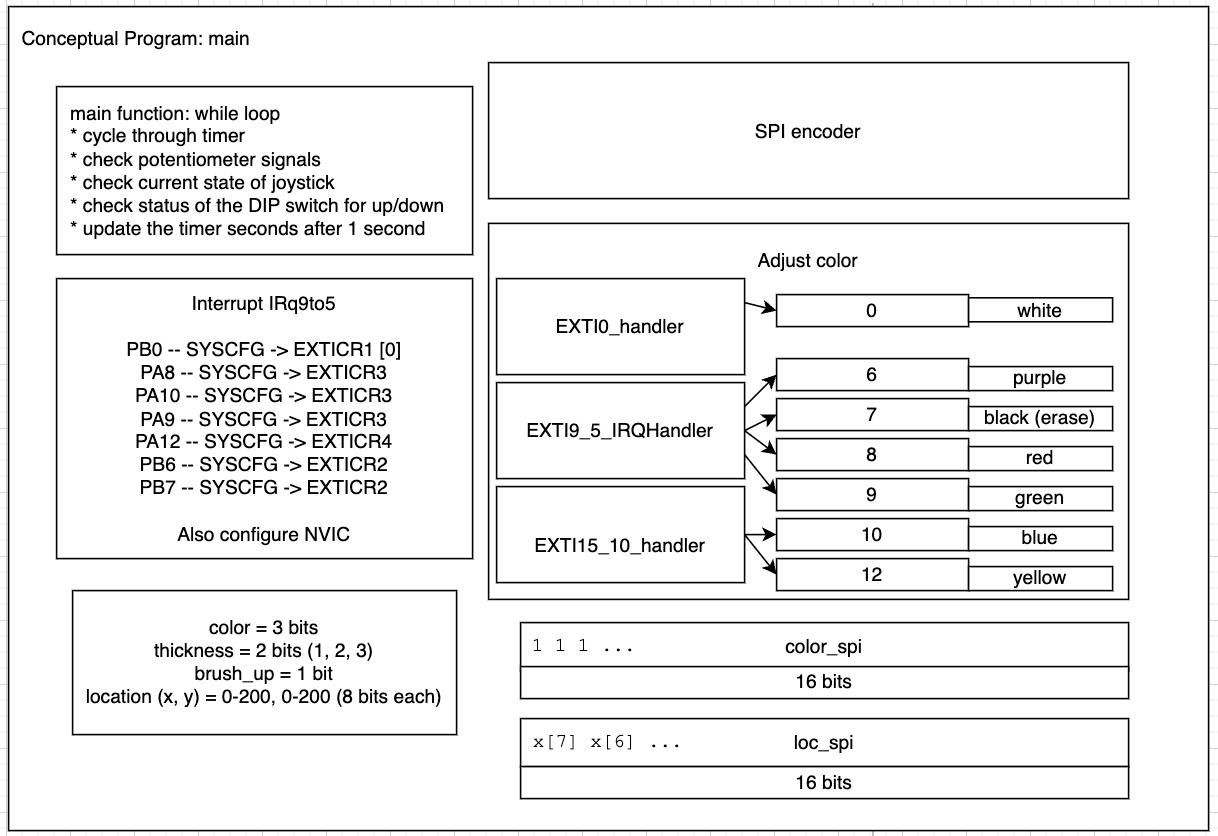 Conceptual Program: main
main function: while loop
* cycle through timer
* check potentiometer signals
* check current state of joystick
* check status of the DIP switch for up/down
* update the timer seconds after 1 second
SPI encoder
Interrupt IRq9to5
PB0 -- SYSCFG -> EXTICR1 [0]
PA8 -- SYSCFG -> EXTICR3
PA10 -- SYSCFG -> EXTICR3
PA9 -- SYSCFG -> EXTICR3
PA12 -- SYSCFG -> EXTICR4
PB6 -- SYSCFG -> EXTICR2
PB7 -- SYSCFG -> EXTICR2
Also configure NVIC
Adjust color
EXTI0_handler
0 white
EXTI9_5_IRQHandler
6 purple
7 black (erase)
8 red
9 green
EXTI15_10_handler
10 blue
12 yellow
color = 3 bits
thickness = 2 bits (1, 2, 3)
brush_up = 1 bit
location (x, y) = 0-200, 0-200 (8 bits each)
1 1 1 ... color_spi
16 bits
x[7] x[6] ... loc_spi
16 bits